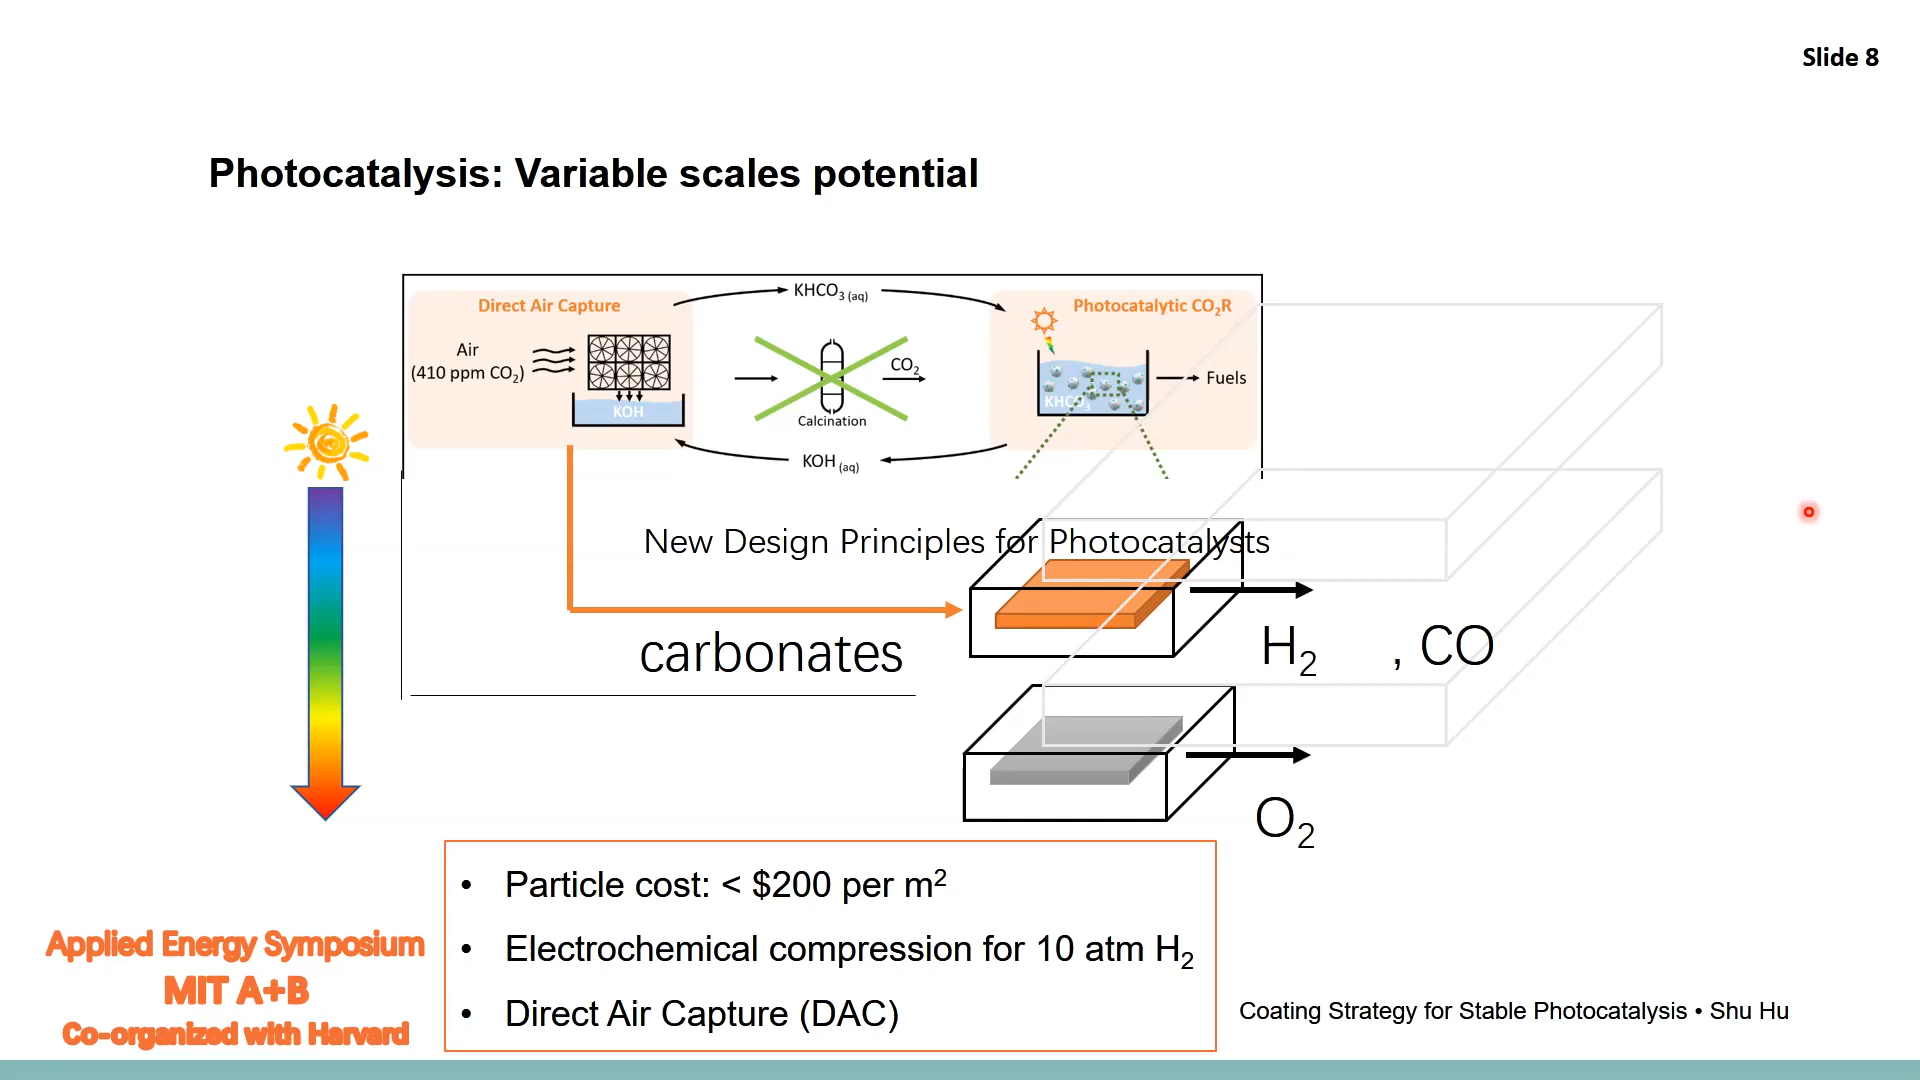 Slide 8
Photocatalysis: Variable scales potential
Direct Air Capture
KHCO3 (aq)
Photocatalytic CO2R
Air
(410 ppm CO2)
KOH
CO2
Calcination
KHCO3
Fuels
KOH (aq)
New Design Principles for Photocatalysts
carbonates
H2 , CO
O2
• Particle cost: < $200 per m²
• Electrochemical compression for 10 atm H2
• Direct Air Capture (DAC)
Applied Energy Symposium
MIT A+B
Co-organized with Harvard
Coating Strategy for Stable Photocatalysis • Shu Hu